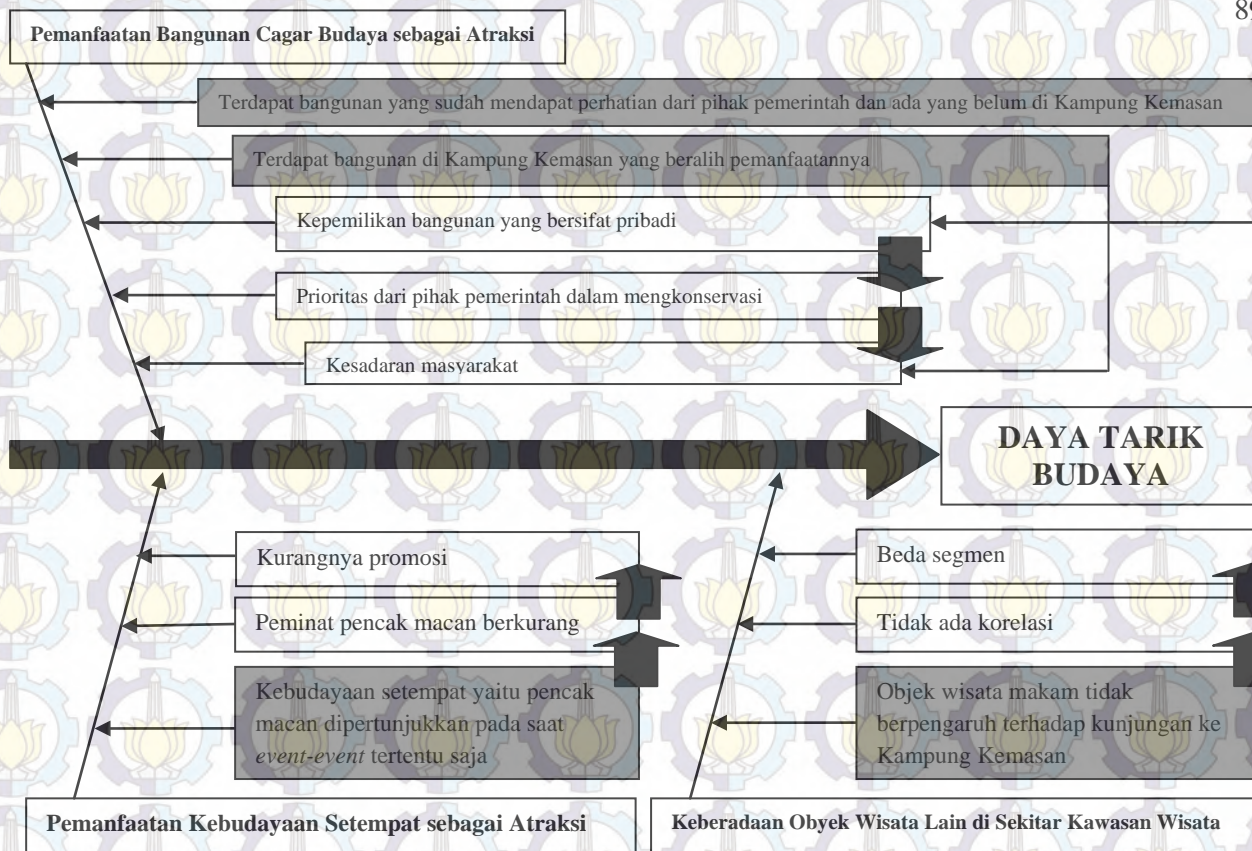 89
Pemanfaatan Bangunan Cagar Budaya sebagai Atraksi
Terdapat bangunan yang sudah mendapat perhatian dari pihak pemerintah dan ada yang belum di Kampung Kemasan
Terdapat bangunan di Kampung Kemasan yang beralih pemanfaatannya
Kepemilikan bangunan yang bersifat pribadi
Prioritas dari pihak pemerintah dalam mengkonservasi
Kesadaran masyarakat
DAYA TARIK
BUDAYA
Kurangnya promosi
Peminat pencak macan berkurang
Kebudayaan setempat yaitu pencak
macan dipertunjukkan pada saat
event-event tertentu saja
Beda segmen
Tidak ada korelasi
Objek wisata makam tidak
berpengaruh terhadap kunjungan ke
Kampung Kemasan
Pemanfaatan Kebudayaan Setempat sebagai Atraksi
Keberadaan Obyek Wisata Lain di Sekitar Kawasan Wisata